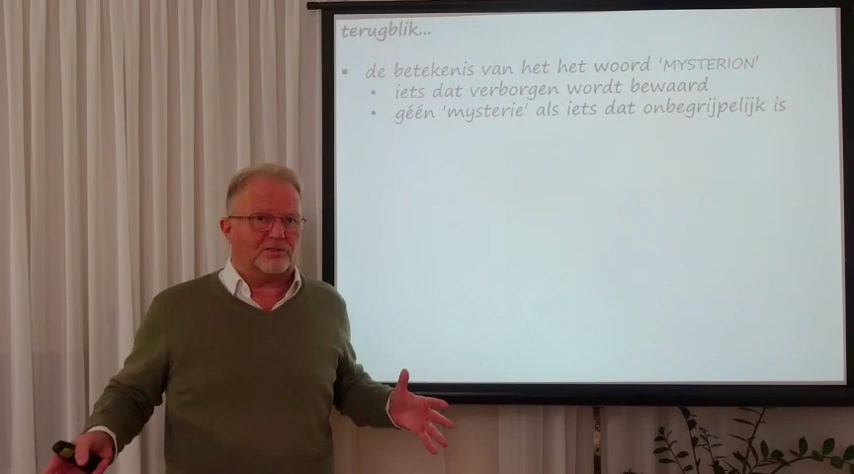 terugblik...
▪ de betekenis van het het woord 'MYSTERION'
• iets dat verborgen wordt bewaard
• géén 'mysterie' als iets dat onbegrijpelijk is